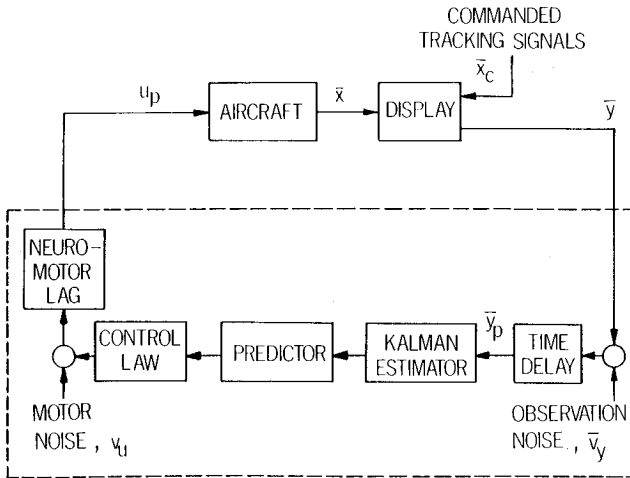 COMMANDED
TRACKING SIGNALS
x̄c
up
AIRCRAFT
x̄
DISPLAY
ȳ
NEURO-
MOTOR
LAG
CONTROL
LAW
PREDICTOR
KALMAN
ESTIMATOR
ȳp
TIME
DELAY
MOTOR
NOISE, vu
OBSERVATION
NOISE, v̄y